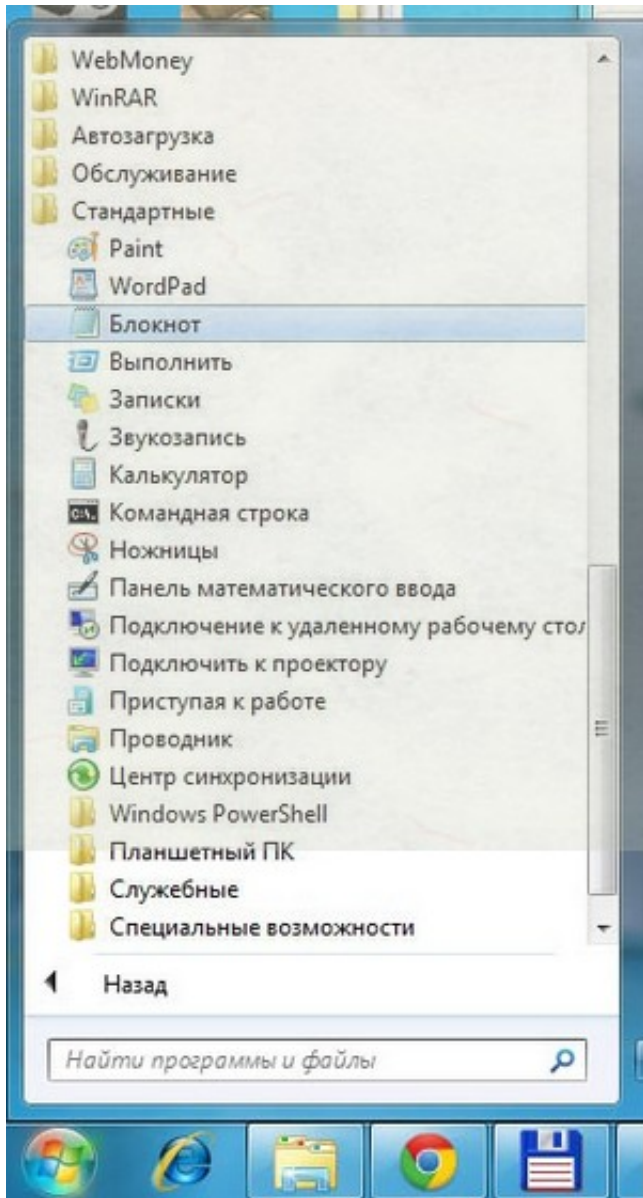 WebMoney
WinRAR
Автозагрузка
Обслуживание
Стандартные
Paint
WordPad
Блокнот
Выполнить
Записки
Звукозапись
Калькулятор
C:\.
Командная строка
Ножницы
Панель математического ввода
Подключение к удаленному рабочему стол
Подключить к проектору
Приступая к работе
Проводник
Центр синхронизации
Windows PowerShell
Планшетный ПК
Служебные
Специальные возможности
Назад
Найти программы и файлы